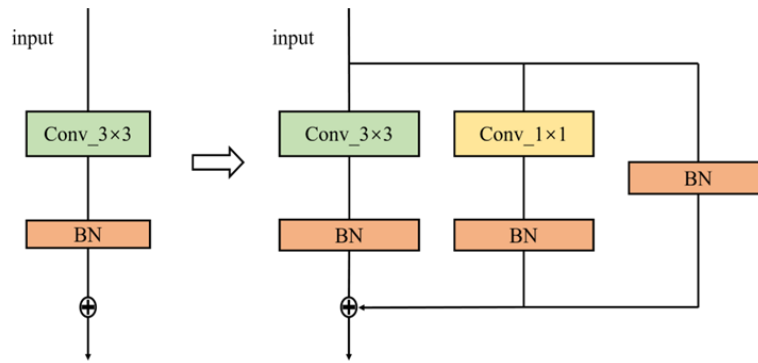 input
input
Conv_3×3
Conv_3×3
Conv_1×1
BN
BN
BN
BN